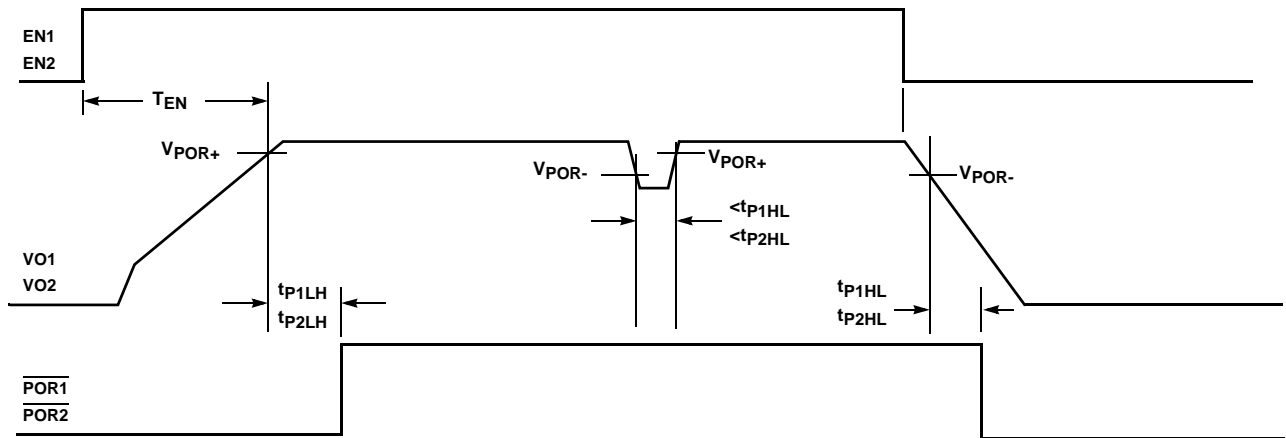 EN1
EN2
TEN
VPOR+
VPOR-
VPOR+
VPOR-
<tP1HL
<tP2HL
VO1
VO2
tP1LH
tP2LH
tP1HL
tP2HL
POR1
POR2